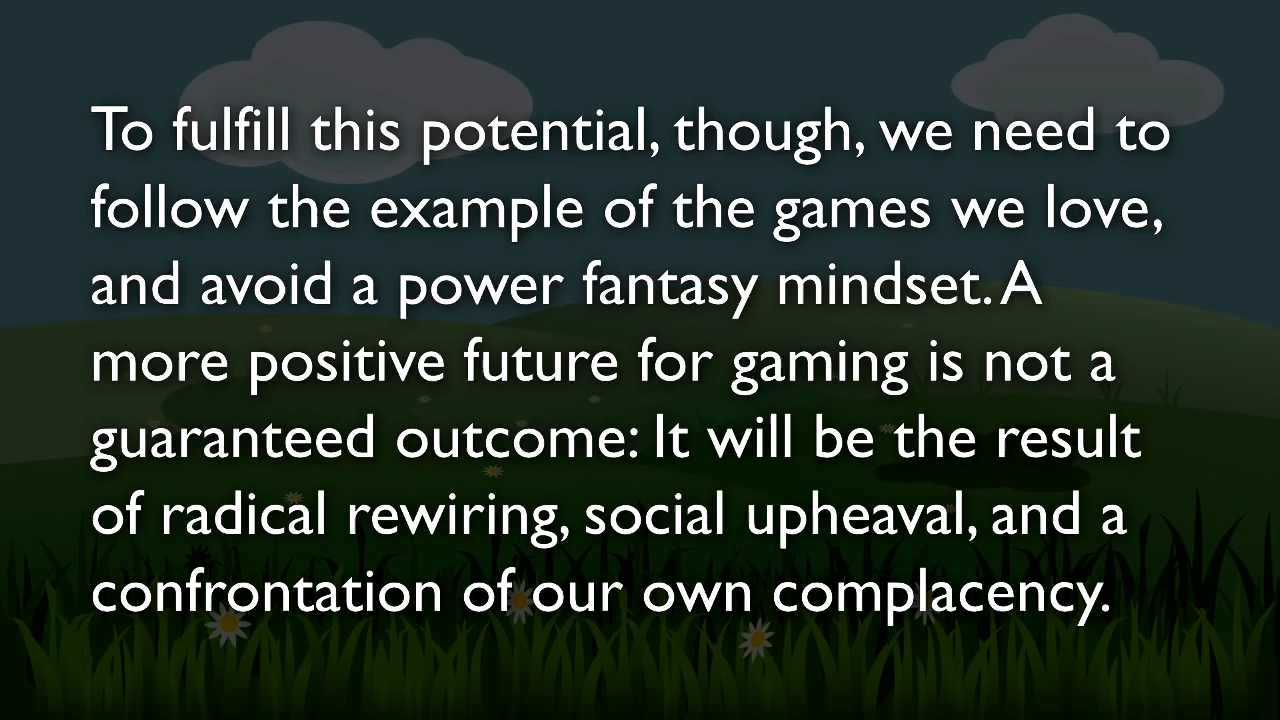 To fulfill this potential, though, we need to
follow the example of the games we love,
and avoid a power fantasy mindset. A
more positive future for gaming is not a
guaranteed outcome: It will be the result
of radical rewiring, social upheaval, and a
confrontation of our own complacency.